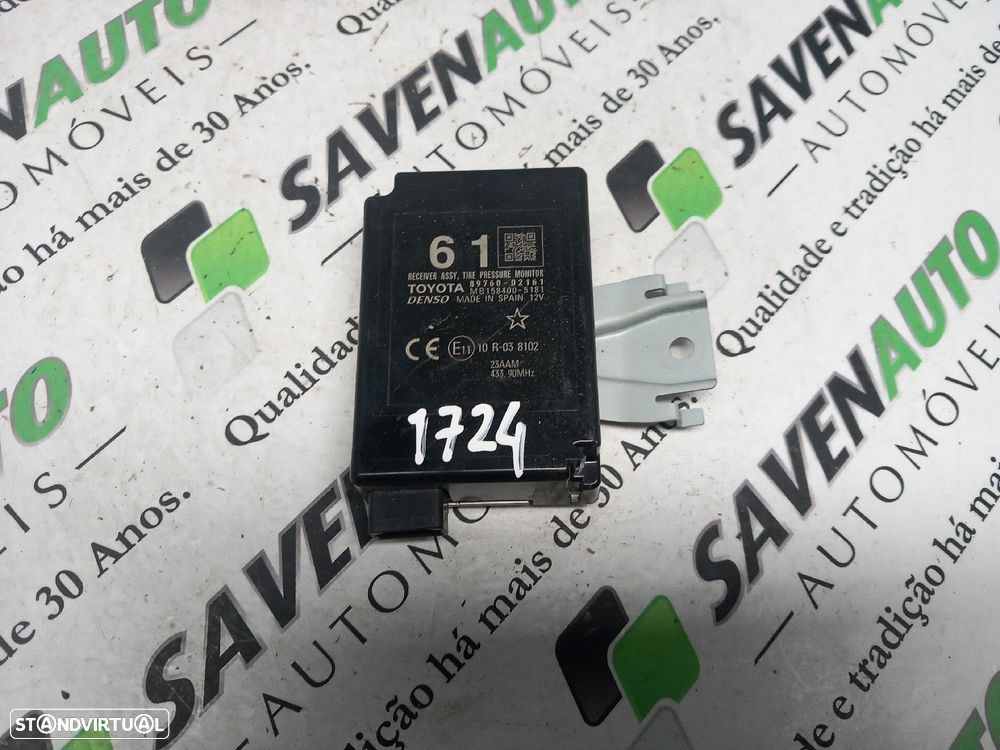 61
RECEIVER ASSY, TIRE PRESSURE MONITOR
TOYOTA 89760-02161
MB158400-5181
DENSO MADE IN SPAIN 12V
CE E11 10 R-03 8102
23AAM
433.90MHz
1724
SAVENAUTO
AUTOMÓVEIS
Qualidade e tradição há mais de 30 Anos.
STANDVIRTUAL